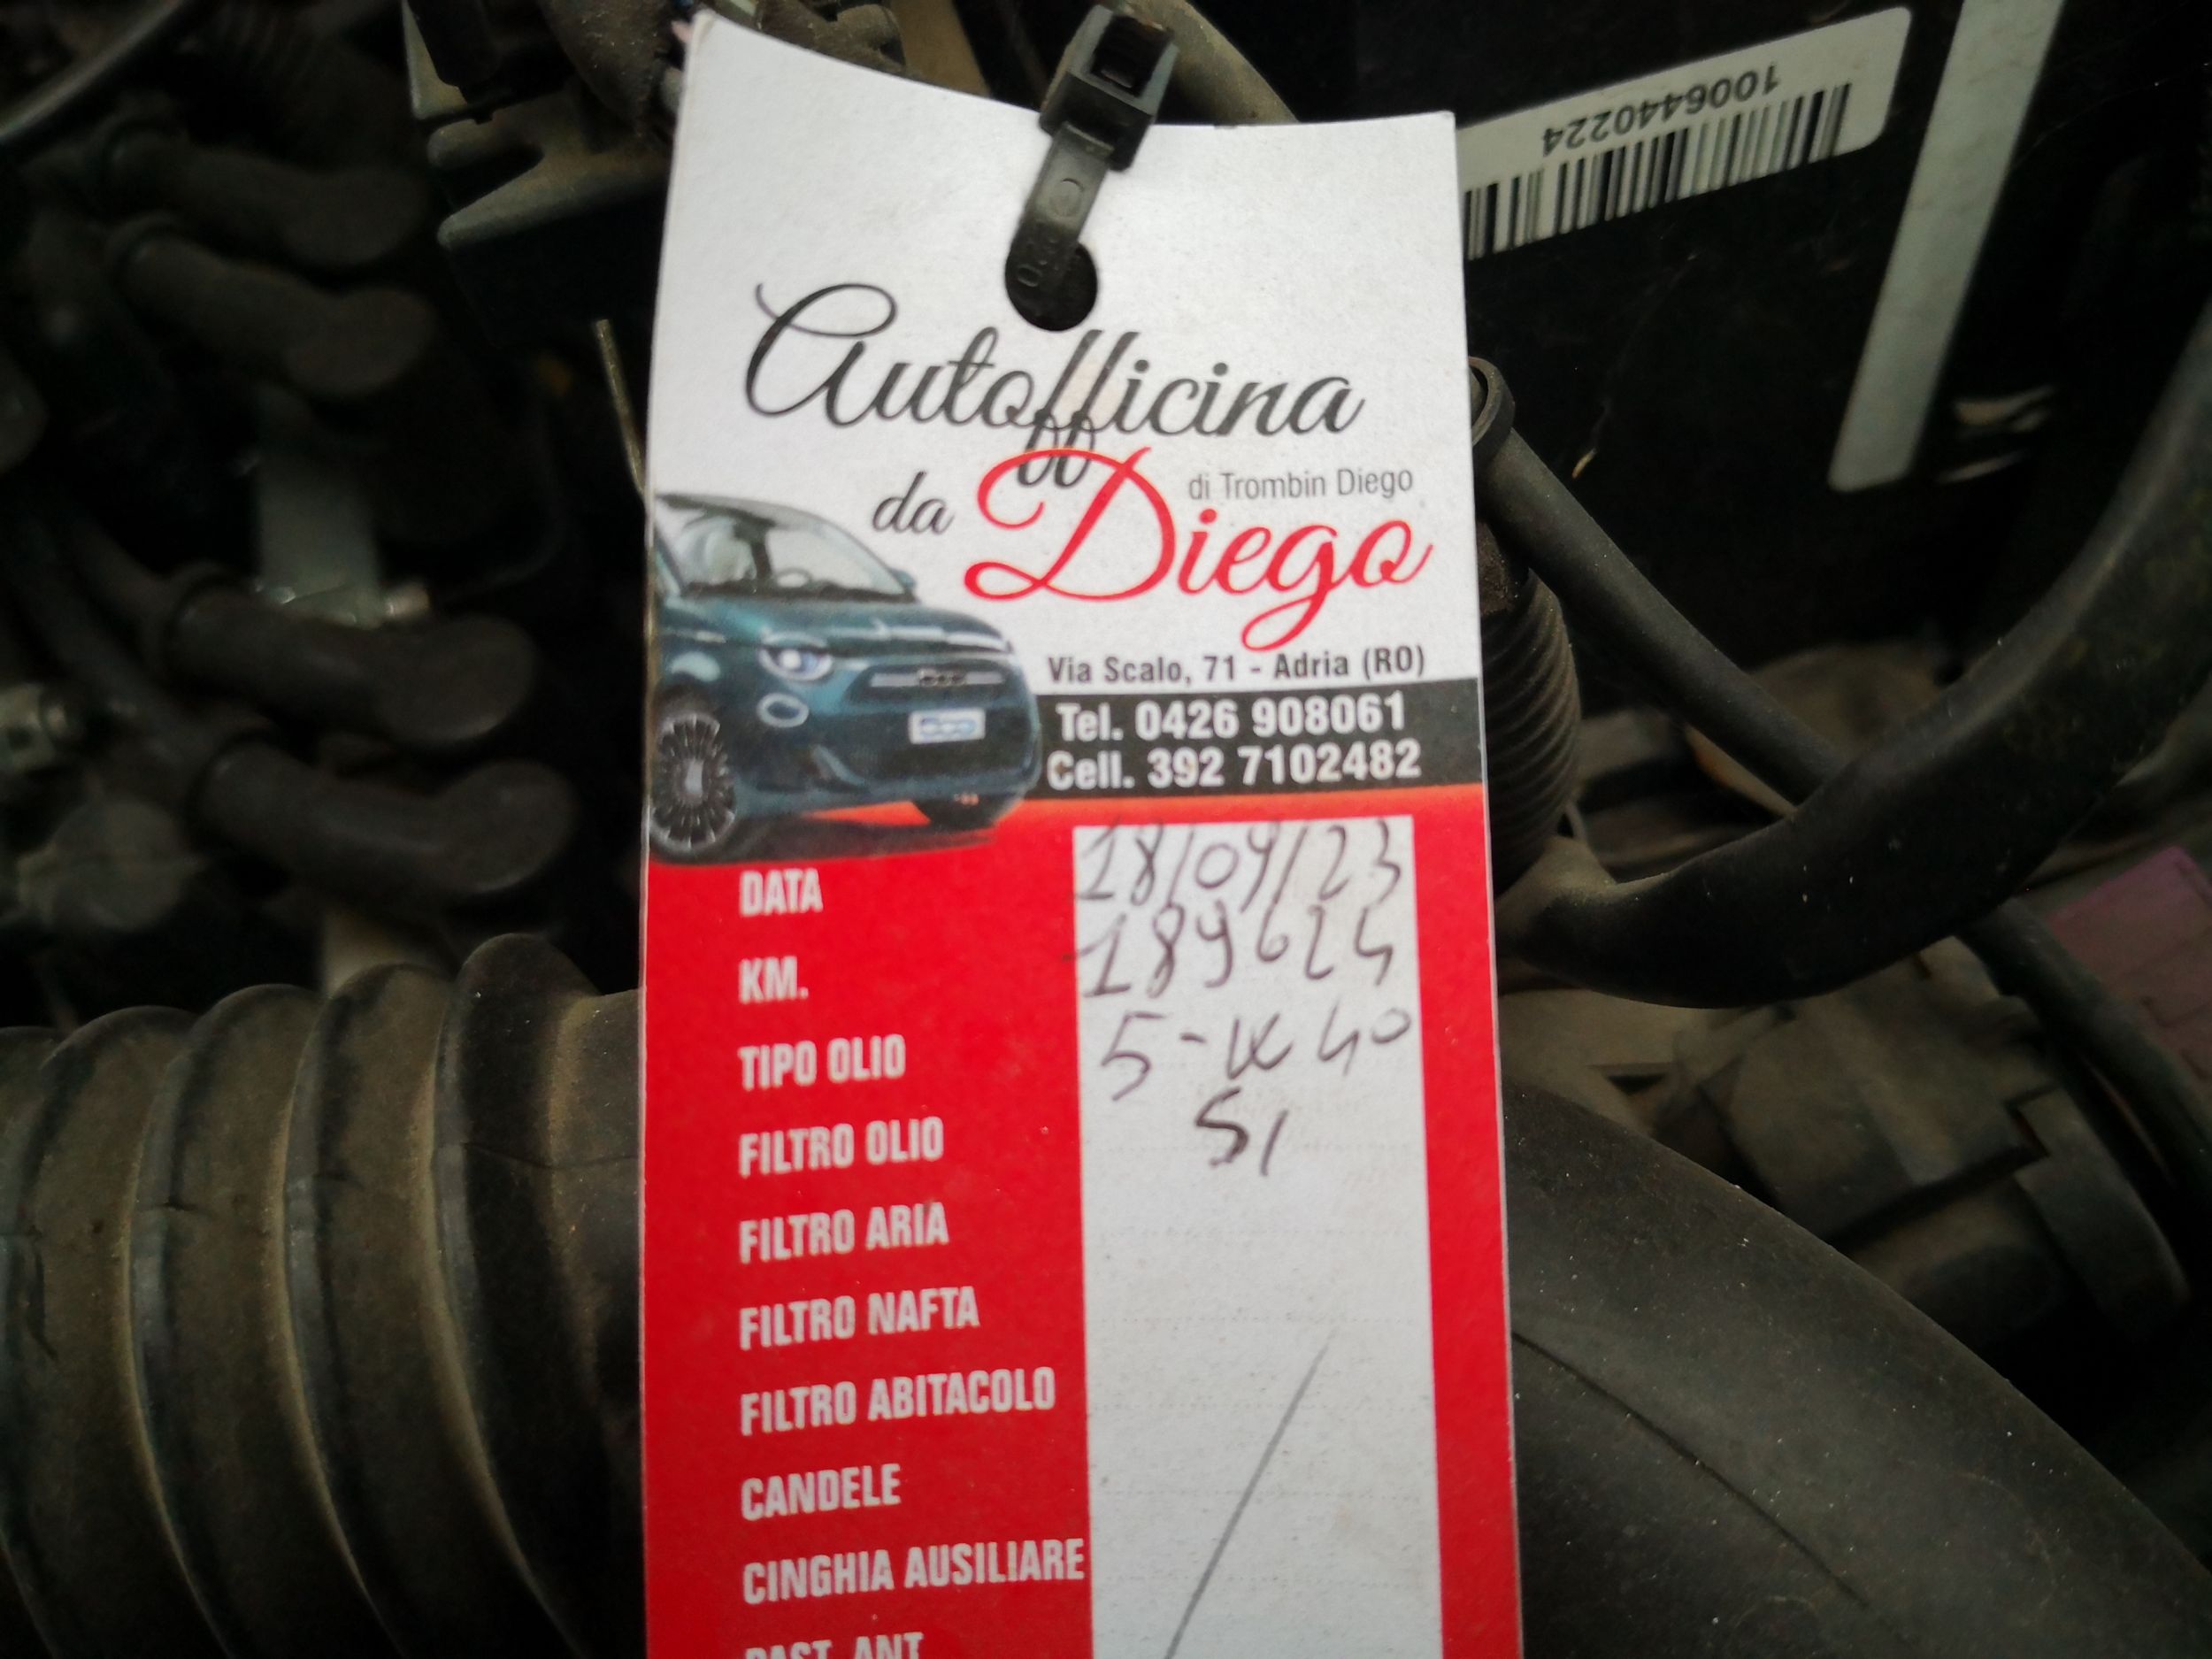 1006440224
Autofficina
da Diego
di Trombin Diego
Via Scalo, 71 - Adria (RO)
Tel. 0426 908061
Cell. 392 7102482
DATA 18/09/23
KM. 189624
TIPO OLIO 5-W40
FILTRO OLIO SI
FILTRO ARIA
FILTRO NAFTA
FILTRO ABITACOLO
CANDELE
CINGHIA AUSILIARE
PAST. ANT.